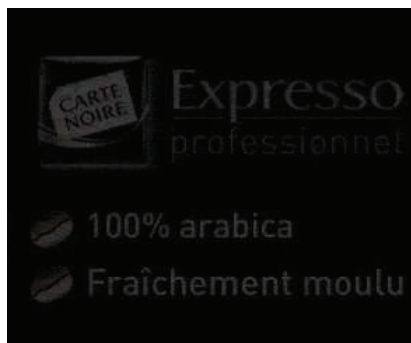 CARTE
NOIRE
Expresso
professionnel
100% arabica
Fraîchement moulu